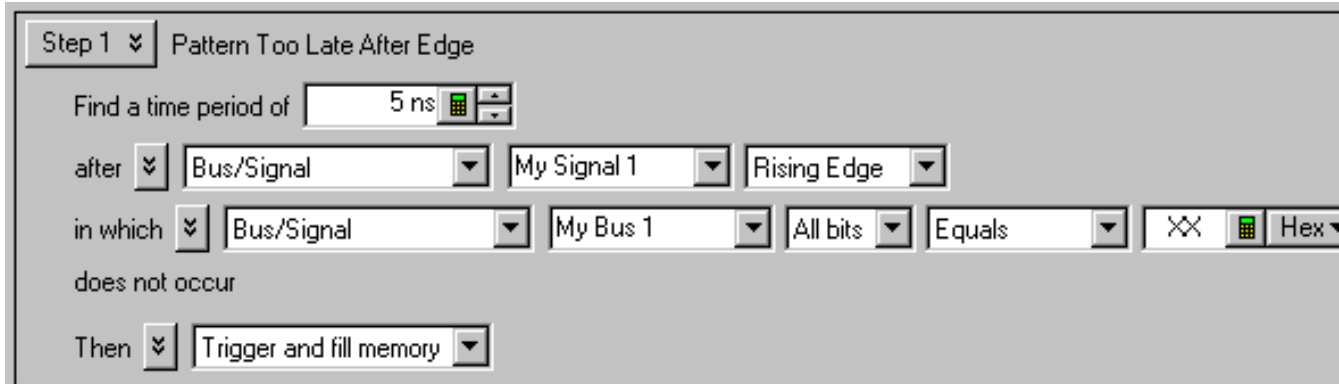 Step 1 Pattern Too Late After Edge
Find a time period of 5 ns
after Bus/Signal My Signal 1 Rising Edge
in which Bus/Signal My Bus 1 All bits Equals XX Hex
does not occur
Then Trigger and fill memory